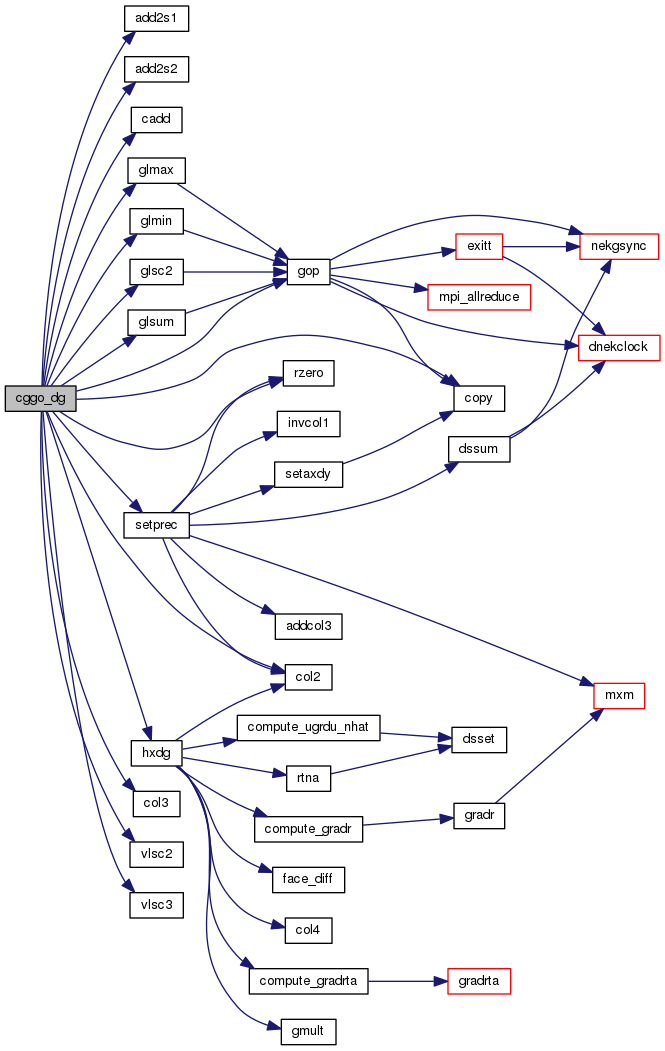 add2s1
add2s2
cadd
glmax
glmin
gop
exitt
nekgsync
glsc2
mpi_allreduce
glsum
dnekclock
rzero
cggo_dg
copy
invcol1
dssum
setaxdy
setprec
addcol3
col2
mxm
compute_ugrdu_nhat
dsset
hxdg
rtna
col3
gradr
compute_gradr
vlsc2
face_diff
vlsc3
col4
compute_gradrta
gradrta
gmult